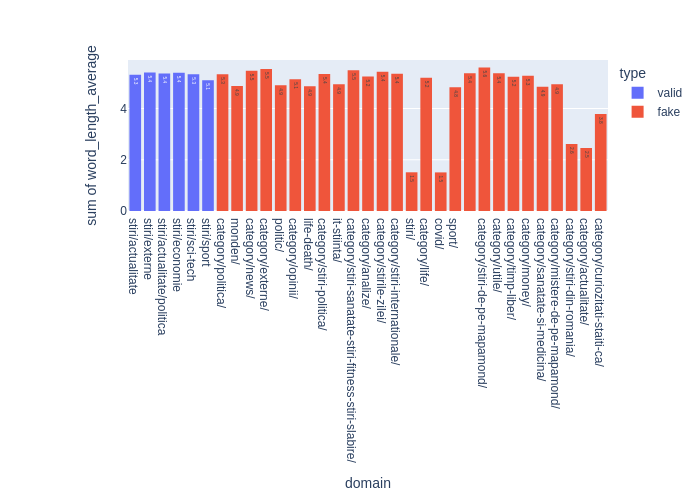 sum of word_length_average
4
2
0
stiri/actualitate
stiri/externe
stiri/actualitate/politica
stiri/economie
stiri/sci-tech
stiri/sport
category/politica/
monden/
category/news/
category/externe/
politic/
category/opinii/
life-death/
category/stiri-politica/
it-stiinta/
category/stiri-sanatate-stiri-fitness-stiri-slabire/
category/analize/
category/stirile-zilei/
category/stiri-internationale/
stiri/
category/life/
covid/
sport/
category/stiri-de-pe-mapamond/
category/utile/
category/timp-liber/
category/money/
category/sanatate-si-medicina/
category/mistere-de-pe-mapamond/
category/stiri-din-romania/
category/actualitate/
category/curiozitati-staiti-ca/
domain
type
valid
fake